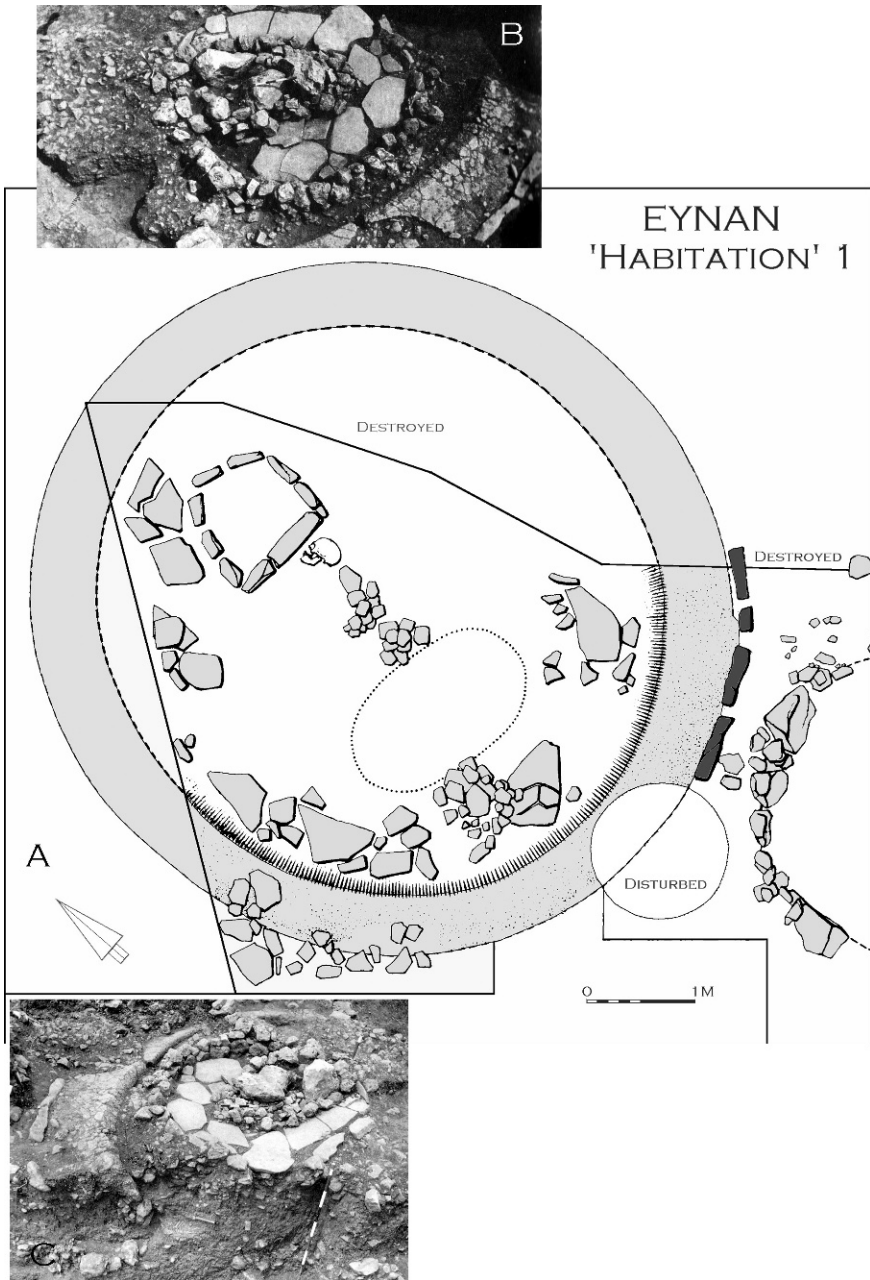 B
EYNAN
'HABITATION' 1
DESTROYED
DESTROYED
A
DISTURBED
0 1M
C